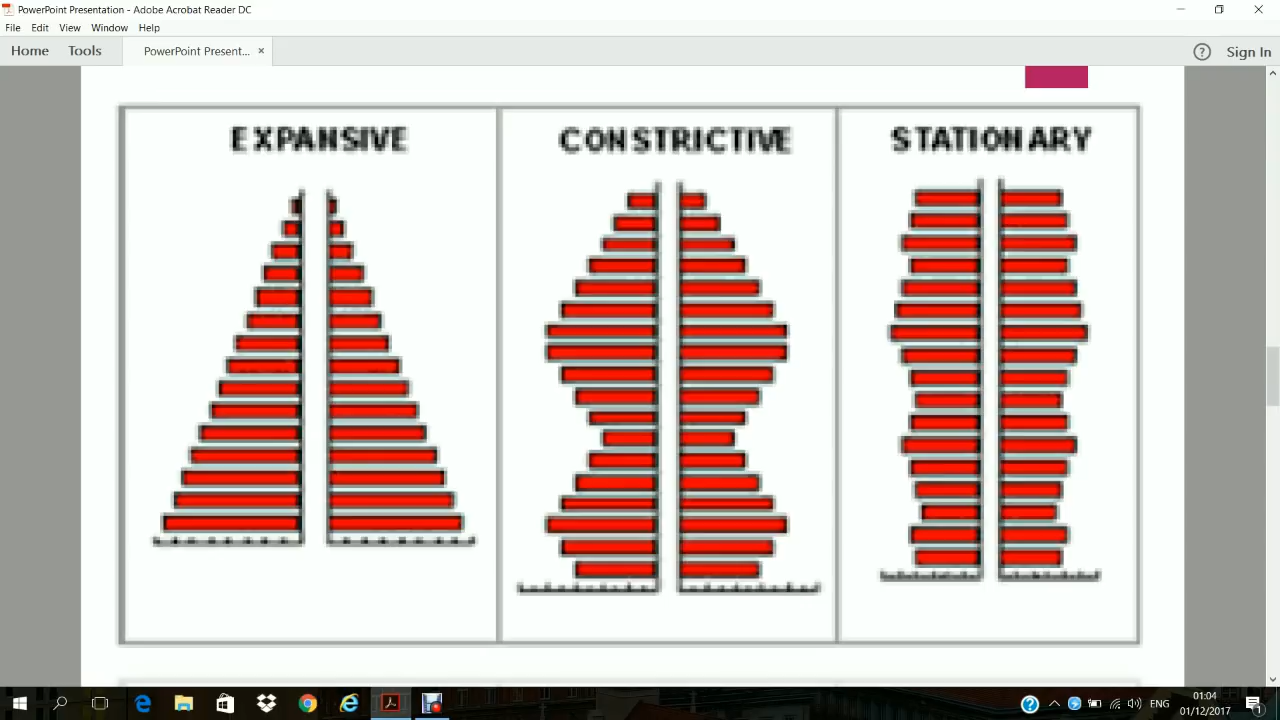 PowerPoint Presentation - Adobe Acrobat Reader DC
File Edit View Window Help
Home Tools PowerPoint Present... ×
? Sign In
EXPANSIVE CONSTRICTIVE STATIONARY
ENG
01:04
01/12/2017
1